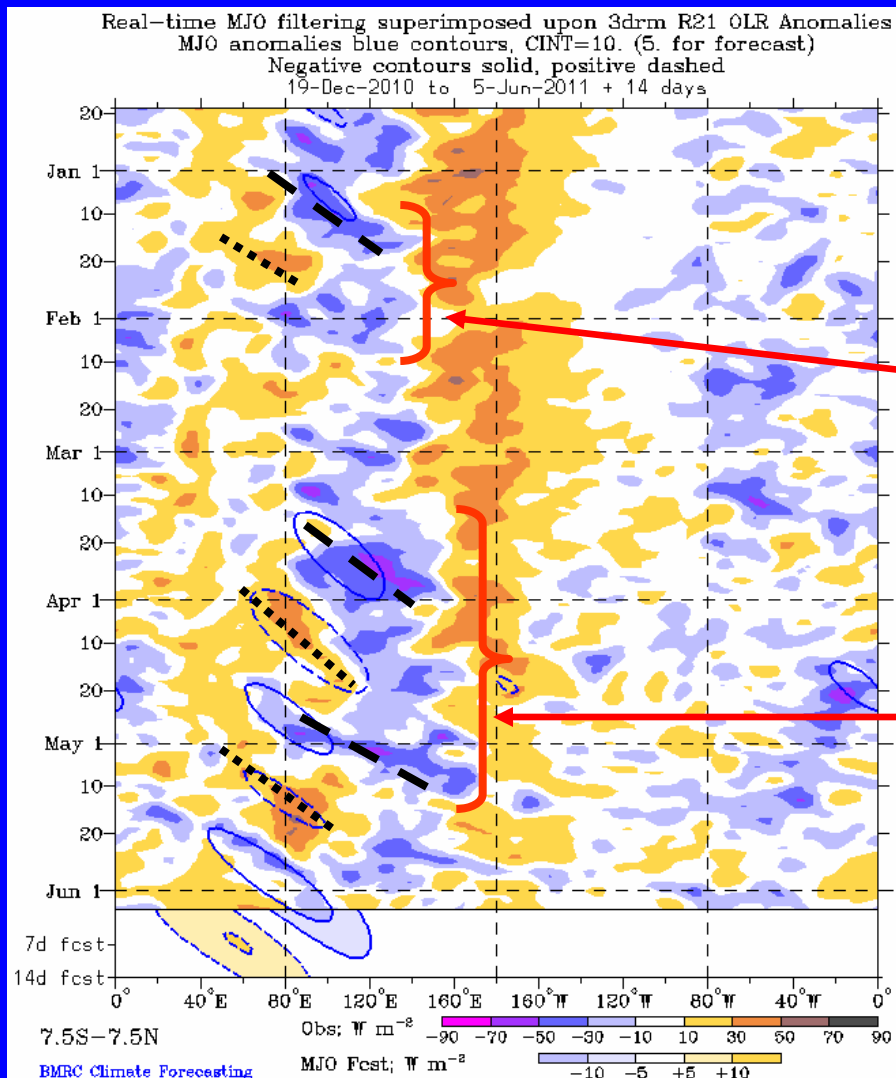 Real-time MJO filtering superimposed upon 3drm R21 OLR Anomalies
MJO anomalies blue contours, CINT=10. (5. for forecast)
Negative contours solid, positive dashed
19-Dec-2010 to 5-Jun-2011 + 14 days
20
Jan 1
10
20
Feb 1
10
20
Mar 1
10
20
Apr 1
10
20
May 1
10
20
Jun 1
7d fcst
14d fcst
0° 40°E 80°E 120°E 160°E 160°W 120°W 80°W 40°W 0°
7.5S-7.5N
Obs; W m⁻²
-90 -70 -50 -30 -10 10 30 50 70 90
BMRC Climate Forecasting
MJO Fcst; W m⁻²
-10 -5 +5 +10